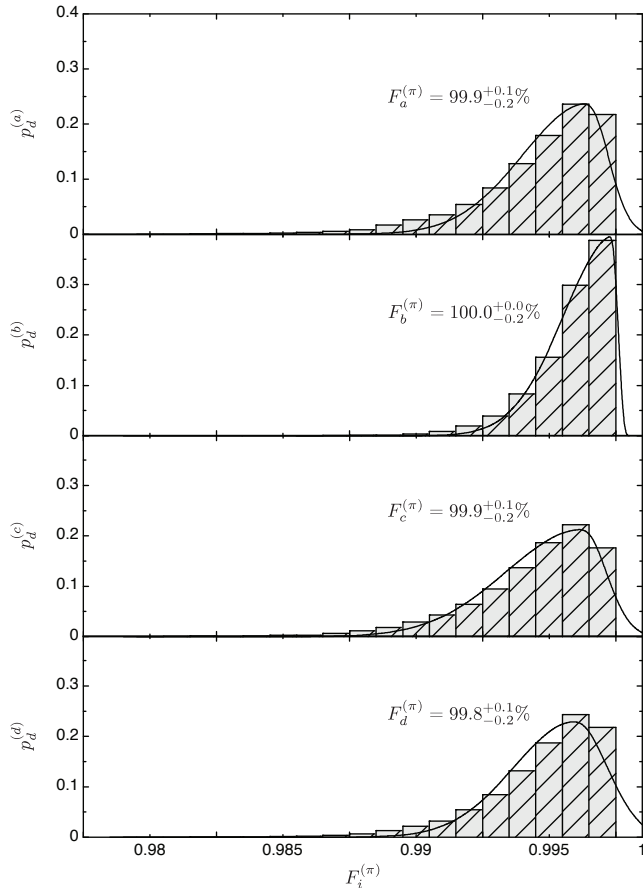 0.4
0.3
0.2
0.1
0
p_d^{(a)}
F_a^{(π)} = 99.9^{+0.1}_{-0.2}%
0.3
0.2
0.1
0
p_d^{(b)}
F_b^{(π)} = 100.0^{+0.0}_{-0.2}%
0.3
0.2
0.1
0
p_d^{(c)}
F_c^{(π)} = 99.9^{+0.1}_{-0.2}%
0.3
0.2
0.1
0
p_d^{(d)}
F_d^{(π)} = 99.8^{+0.1}_{-0.2}%
0.98 0.985 0.99 0.995 1
F_i^{(π)}